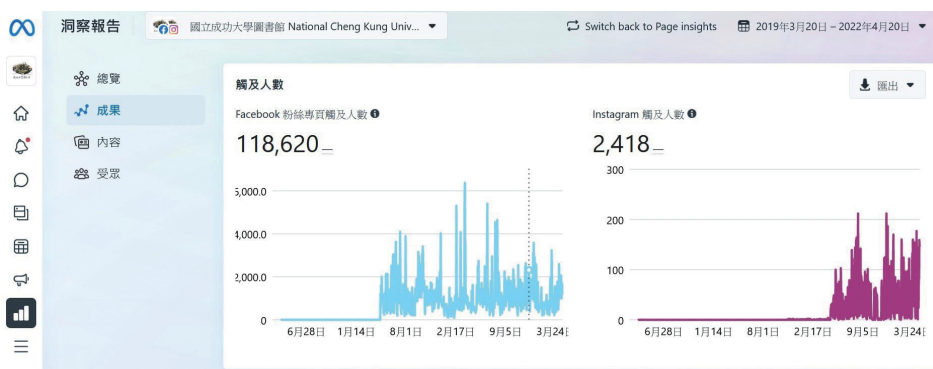 洞察報告
國立成功大學圖書館 National Cheng Kung Univ...
Switch back to Page insights
2019年3月20日 – 2022年4月20日
總覽
成果
內容
受眾
觸及人數
匯出
Facebook 粉絲專頁觸及人數
118,620
,000.0
4,000.0
2,000.0
0
6月28日 1月14日 8月1日 2月17日 9月5日 3月24日
Instagram 觸及人數
2,418
300
200
100
0
6月28日 1月14日 8月1日 2月17日 9月5日 3月24日